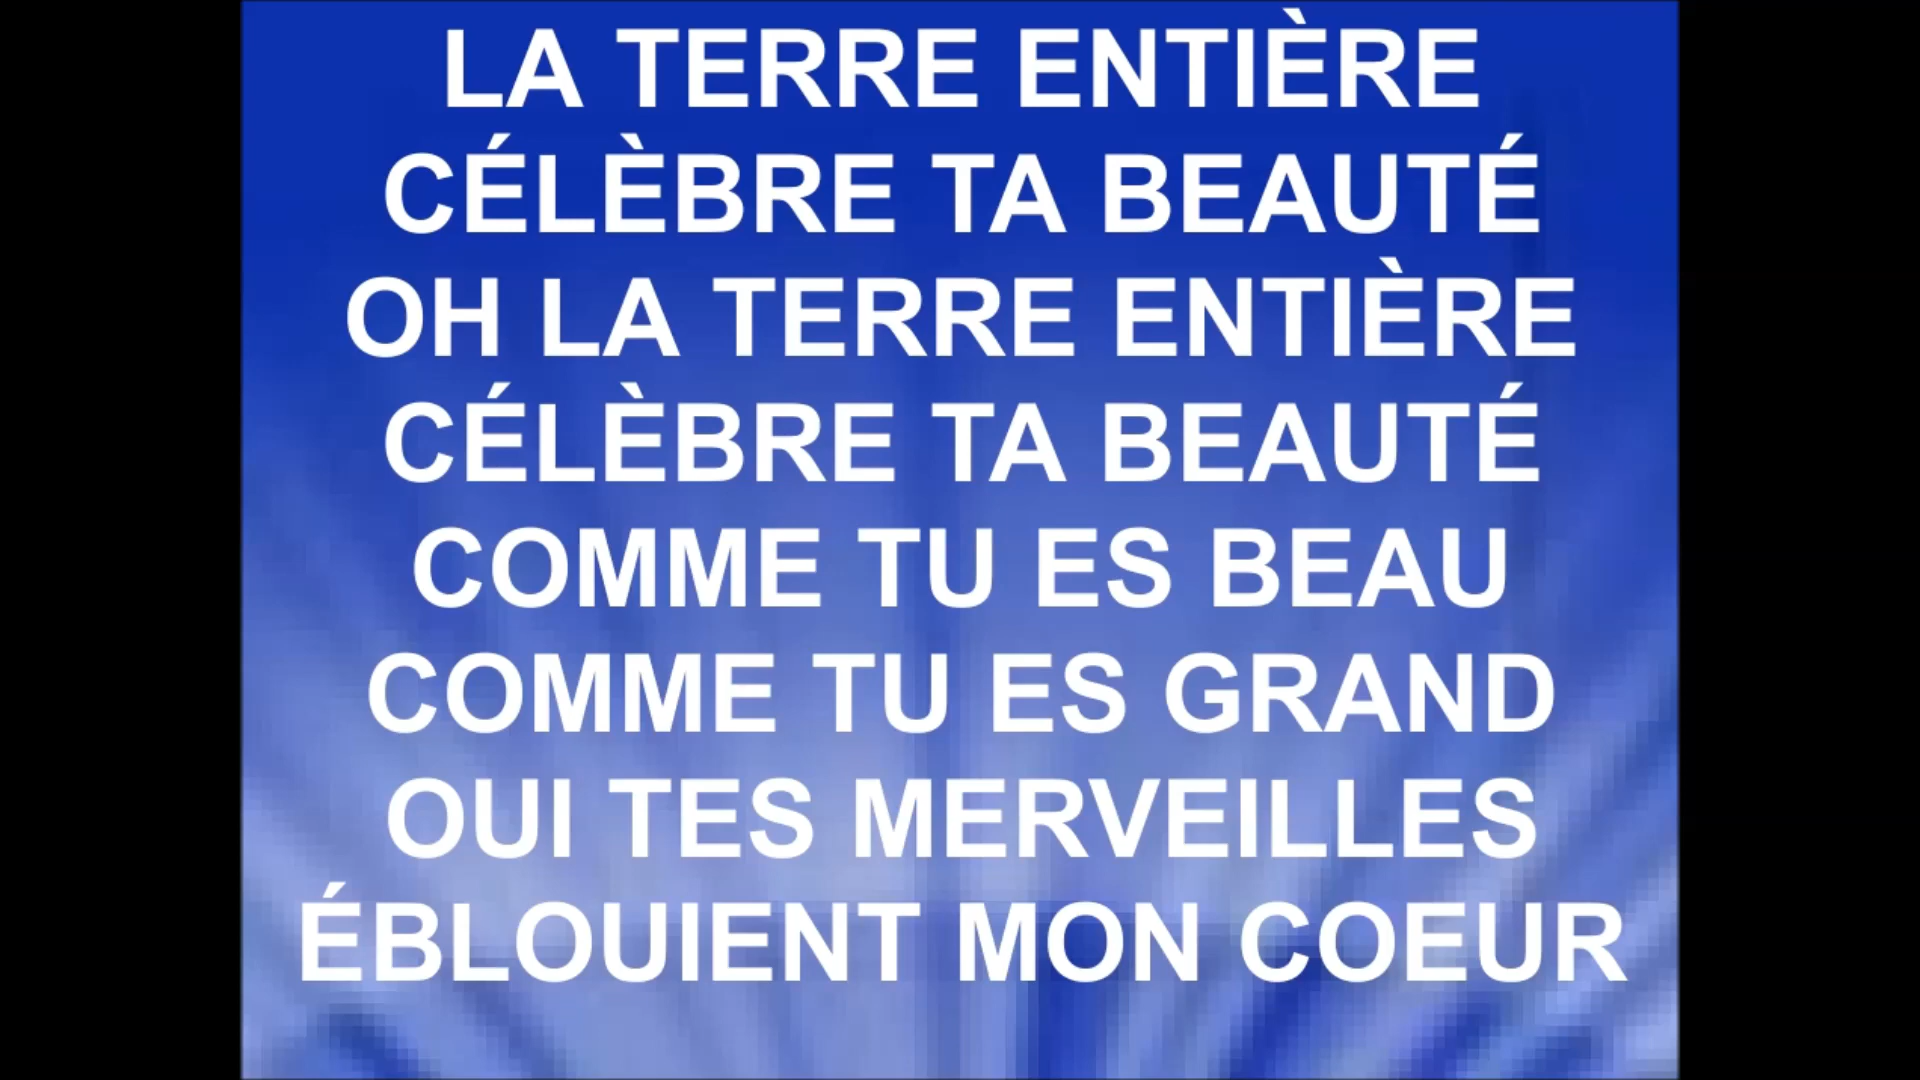 LA TERRE ENTIÈRE
CÉLÈBRE TA BEAUTÉ
OH LA TERRE ENTIÈRE
CÉLÈBRE TA BEAUTÉ
COMME TU ES BEAU
COMME TU ES GRAND
OUI TES MERVEILLES
ÉBLOUIENT MON COEUR